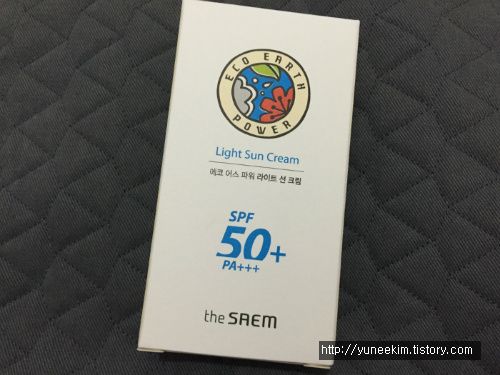 ECO EARTH
POWER
Light Sun Cream
에코 어스 파워 라이트 선 크림
SPF
50+
PA+++
the SAEM
http://yuneekim.tistory.com